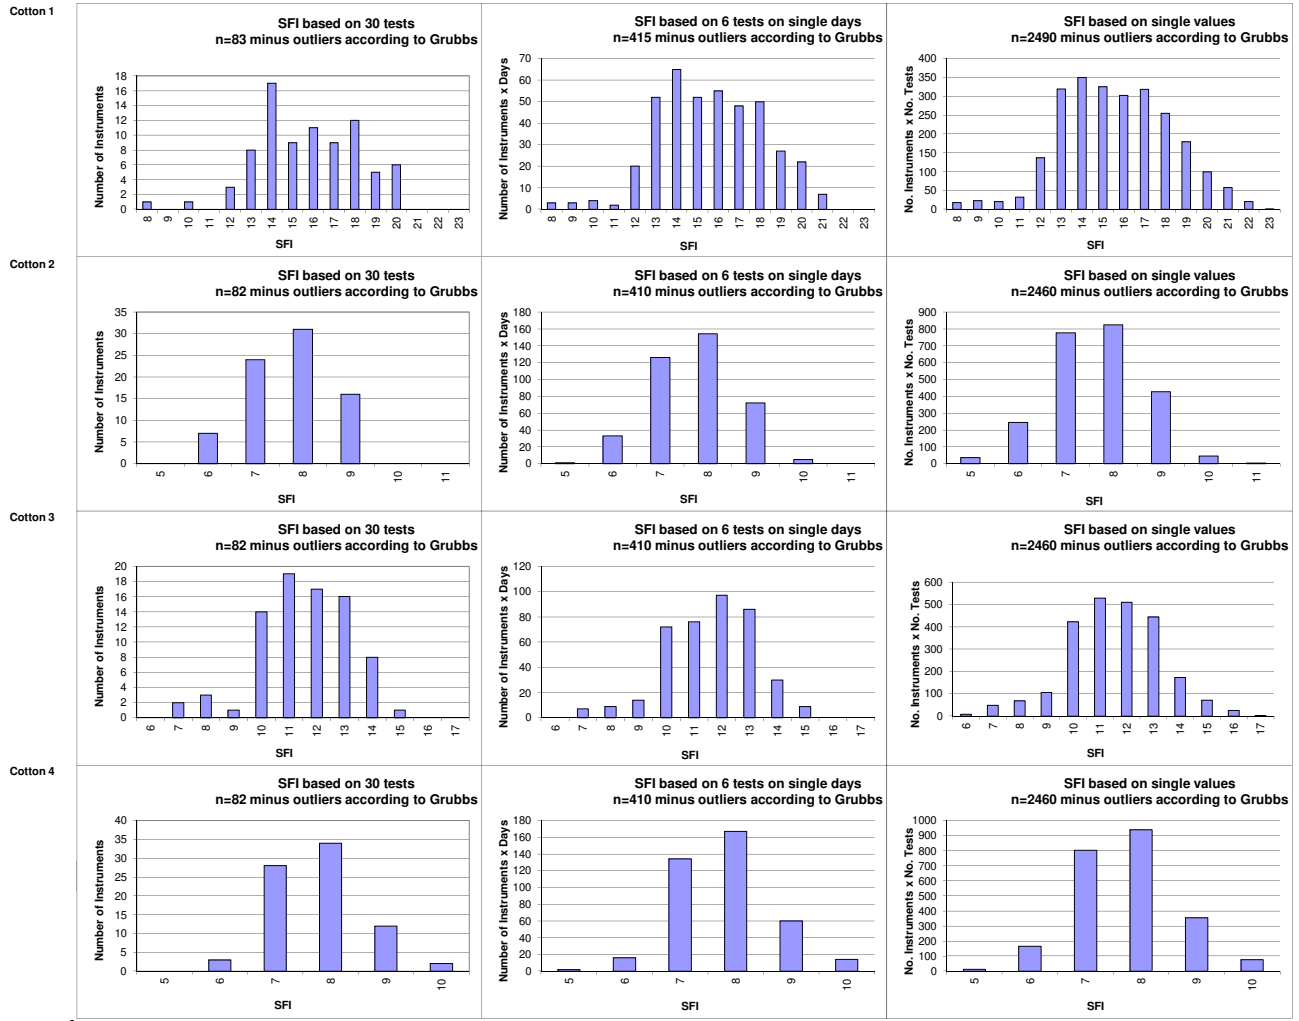 Cotton 1
SFI based on 30 tests
n=83 minus outliers according to Grubbs
Number of Instruments
18
16
14
12
10
8
6
4
2
0
8 9 10 11 12 13 14 15 16 17 18 19 20 21 22 23
SFI
SFI based on 6 tests on single days
n=415 minus outliers according to Grubbs
Number of Instruments x Days
70
60
50
40
30
20
10
0
8 9 10 11 12 13 14 15 16 17 18 19 20 21 22 23
SFI
SFI based on single values
n=2490 minus outliers according to Grubbs
No. Instruments x No. Tests
400
350
300
250
200
150
100
50
0
8 9 10 11 12 13 14 15 16 17 18 19 20 21 22 23
SFI
Cotton 2
SFI based on 30 tests
n=82 minus outliers according to Grubbs
Number of Instruments
35
30
25
20
15
10
5
0
5 6 7 8 9 10 11
SFI
SFI based on 6 tests on single days
n=410 minus outliers according to Grubbs
Number of Instruments x Days
180
160
140
120
100
80
60
40
20
0
5 6 7 8 9 10 11
SFI
SFI based on single values
n=2460 minus outliers according to Grubbs
No. Instruments x No. Tests
900
800
700
600
500
400
300
200
100
0
5 6 7 8 9 10 11
SFI
Cotton 3
SFI based on 30 tests
n=82 minus outliers according to Grubbs
Number of Instruments
20
18
16
14
12
10
8
6
4
2
0
6 7 8 9 10 11 12 13 14 15 16 17
SFI
SFI based on 6 tests on single days
n=410 minus outliers according to Grubbs
Number of Instruments x Days
120
100
80
60
40
20
0
6 7 8 9 10 11 12 13 14 15 16 17
SFI
SFI based on single values
n=2460 minus outliers according to Grubbs
No. Instruments x No. Tests
600
500
400
300
200
100
0
6 7 8 9 10 11 12 13 14 15 16 17
SFI
Cotton 4
SFI based on 30 tests
n=82 minus outliers according to Grubbs
Number of Instruments
40
35
30
25
20
15
10
5
0
5 6 7 8 9 10
SFI
SFI based on 6 tests on single days
n=410 minus outliers according to Grubbs
Number of Instruments x Days
180
160
140
120
100
80
60
40
20
0
5 6 7 8 9 10
SFI
SFI based on single values
n=2460 minus outliers according to Grubbs
No. Instruments x No. Tests
1000
900
800
700
600
500
400
300
200
100
0
5 6 7 8 9 10
SFI